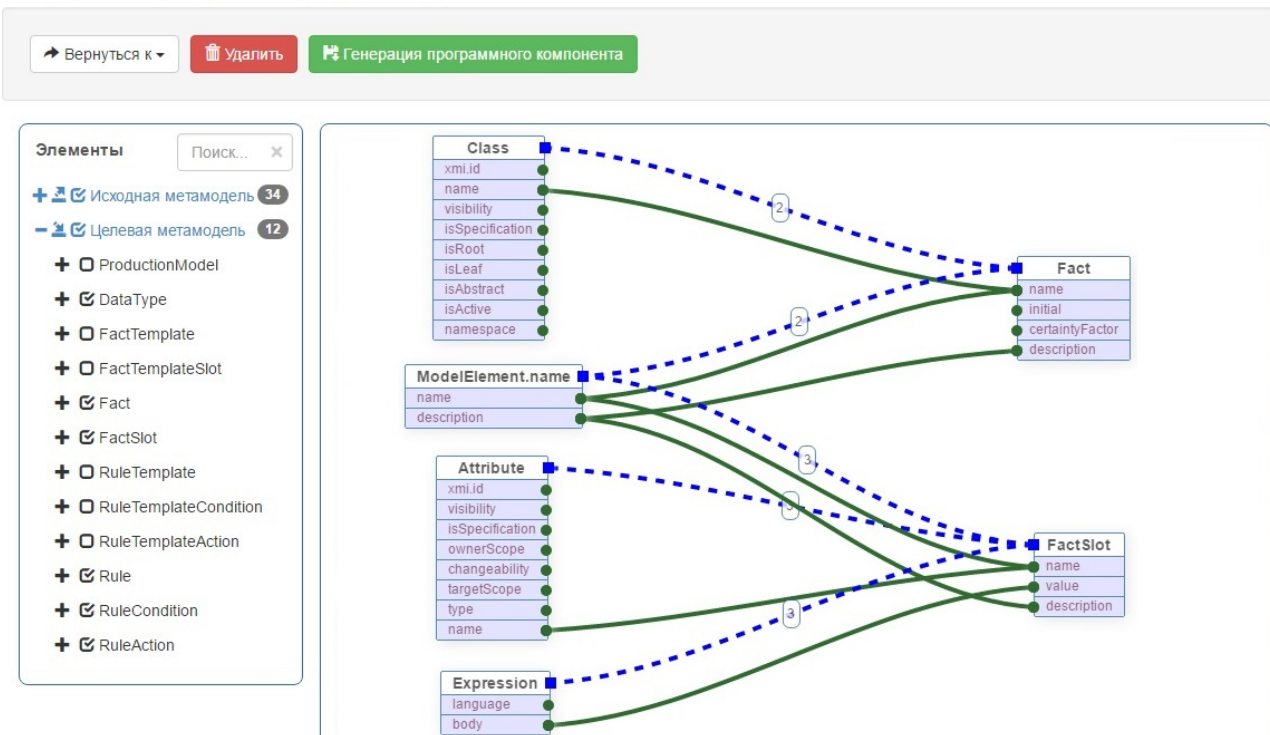 Вернуться к
Удалить
Генерация программного компонента
Элементы
Поиск...
Исходная метамодель 34
Целевая метамодель 12
ProductionModel
DataType
FactTemplate
FactTemplateSlot
Fact
FactSlot
RuleTemplate
RuleTemplateCondition
RuleTemplateAction
Rule
RuleCondition
RuleAction
Class
xmi.id
name
visibility
isSpecification
isRoot
isLeaf
isAbstract
isActive
namespace
ModelElement.name
name
description
Attribute
xmi.id
visibility
isSpecification
ownerScope
changeability
targetScope
type
name
Expression
language
body
2
2
3
3
3
Fact
name
initial
certaintyFactor
description
FactSlot
name
value
description